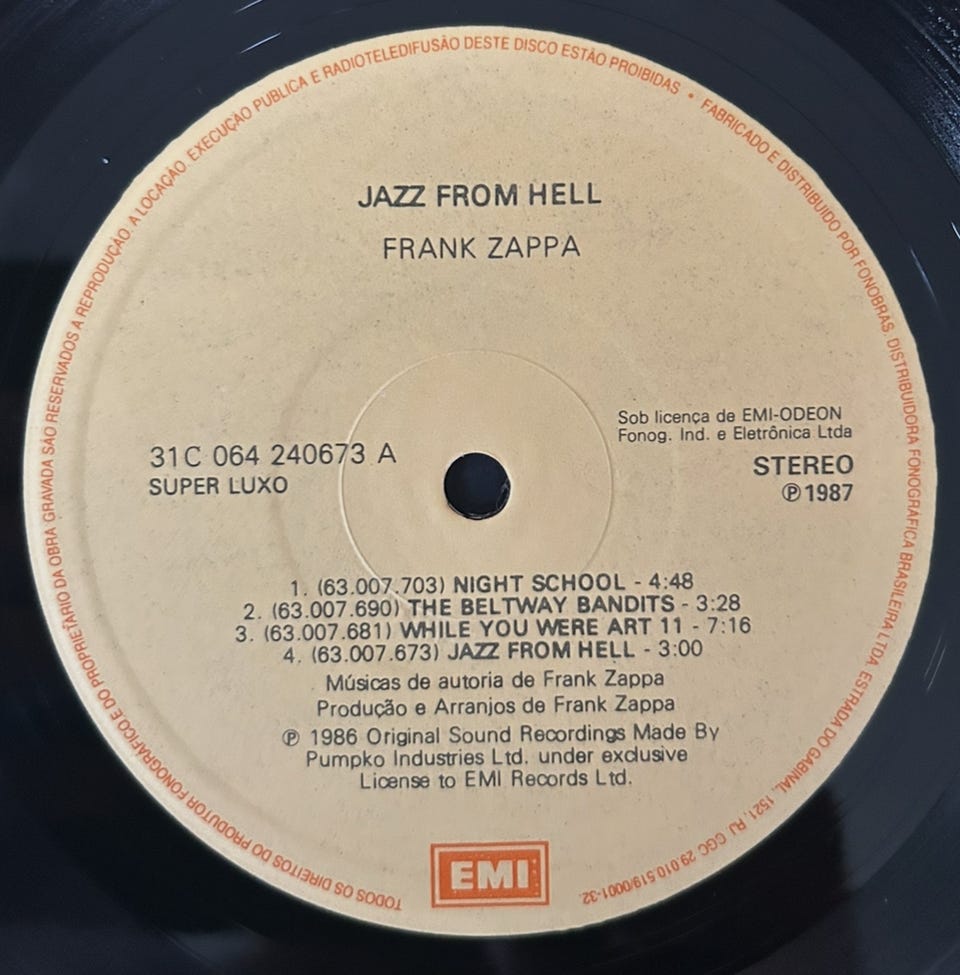 TODOS OS DIREITOS DO PRODUTOR FONOGRÁFICO E DO PROPRIETÁRIO DA OBRA GRAVADA SÃO RESERVADOS A REPRODUÇÃO A LOCAÇÃO EXECUÇÃO PUBLICA E RADIOTELEDIFUSÃO DESTE DISCO ESTÃO PROIBIDAS • FABRICADO E DISTRIBUIDO POR FONOBRAS. DISTRIBUIDORA FONOGRÁFICA BRASILEIRA LTDA. ESTRADA DO GABINAL, 1521, RJ CGC 29.010.519/0001-32
JAZZ FROM HELL
FRANK ZAPPA
Sob licença de EMI-ODEON
Fonog. Ind. e Eletrônica Ltda
31C 064 240673 A
SUPER LUXO
STEREO
℗ 1987
1. (63.007.703) NIGHT SCHOOL - 4:48
2. (63.007.690) THE BELTWAY BANDITS - 3:28
3. (63.007.681) WHILE YOU WERE ART 11 - 7:16
4. (63.007.673) JAZZ FROM HELL - 3:00
Músicas de autoria de Frank Zappa
Produção e Arranjos de Frank Zappa
℗ 1986 Original Sound Recordings Made By
Pumpko Industries Ltd. under exclusive
License to EMI Records Ltd.
EMI